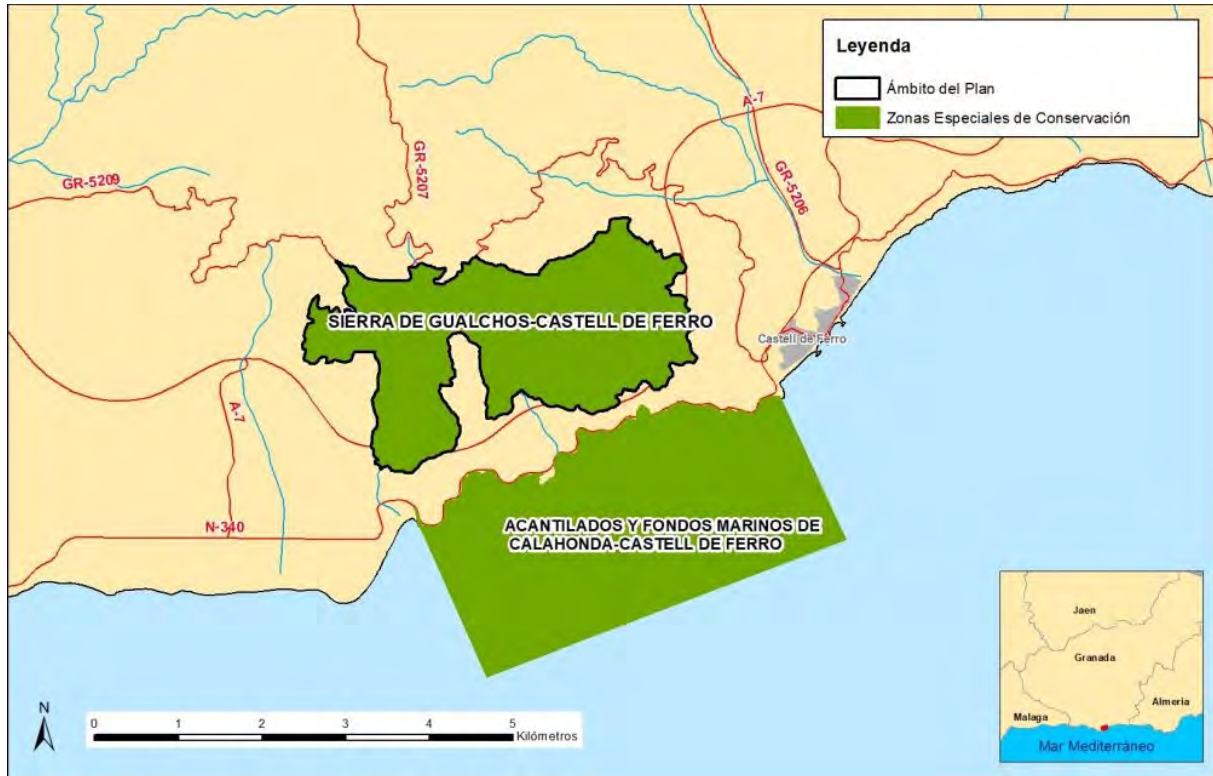 Leyenda
Ámbito del Plan
Zonas Especiales de Conservación
A-7
GR-5209
GR-5207
GR-5206
SIERRA DE GUALCHOS-CASTELL DE FERRO
Castell de Ferro
A-7
N-340
ACANTILADOS Y FONDOS MARINOS DE
CALAHONDA-CASTELL DE FERRO
N
0 1 2 3 4 5
Kilómetros
Jaen
Granada
Almeria
Malaga
Mar Mediterráneo